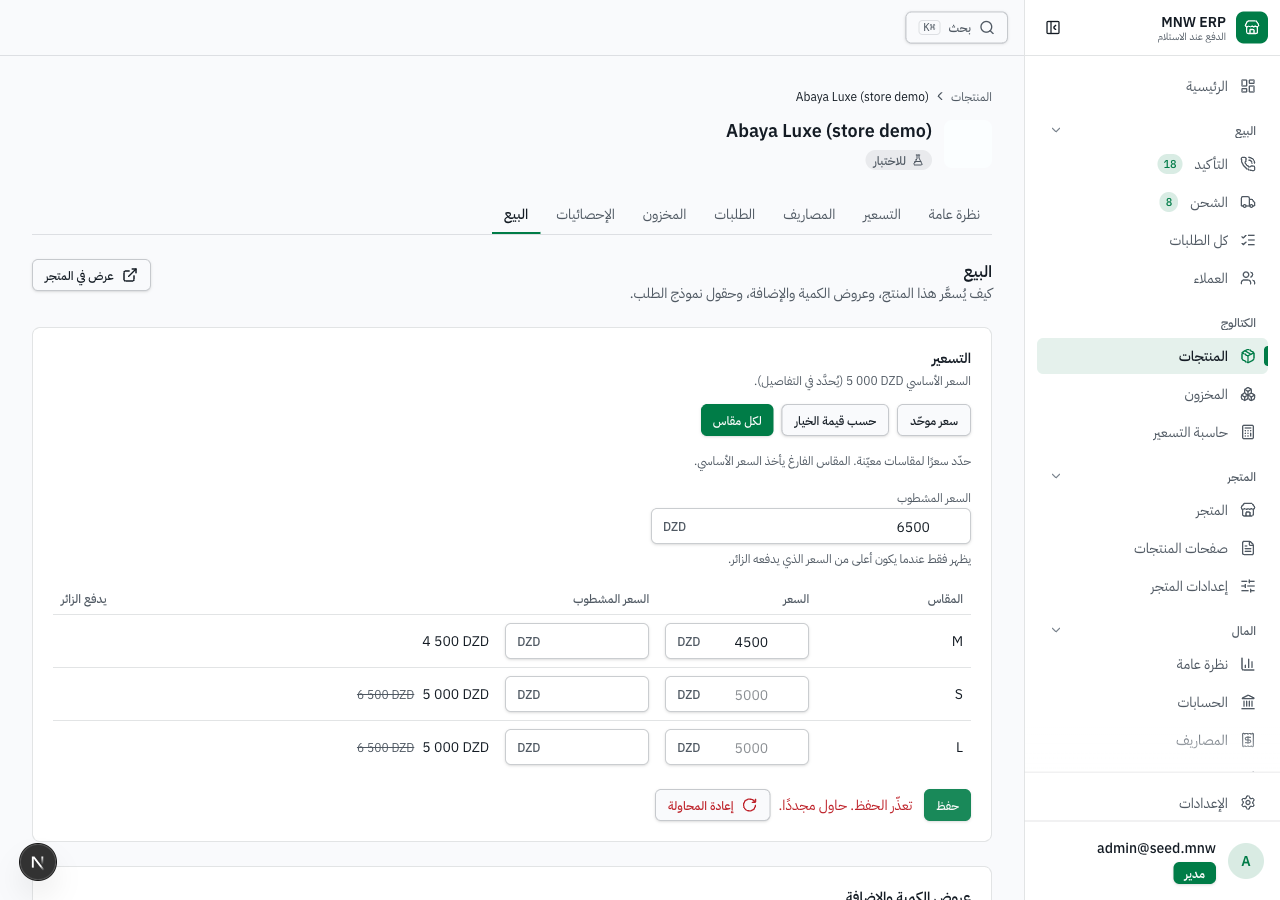 MNW ERP
الدفع عند الاستلام
بحث ⌘K
الرئيسية
البيع
التأكيد 18
الشحن 8
كل الطلبات
العملاء
الكتالوج
المنتجات
المخزون
حاسبة التسعير
المتجر
المتجر
صفحات المنتجات
إعدادات المتجر
المال
نظرة عامة
الحسابات
المصاريف
الإعدادات
A
admin@seed.mnw
مدير
المنتجات
Abaya Luxe (store demo)
Abaya Luxe (store demo)
للاختبار
نظرة عامة التسعير المصاريف الطلبات المخزون الإحصائيات البيع
البيع
كيف يُسعَّر هذا المنتج، وعروض الكمية والإضافة، وحقول نموذج الطلب.
عرض في المتجر
التسعير
السعر الأساسي 5 000 DZD (يُحدَّد في التفاصيل).
سعر موحّد حسب قيمة الخيار لكل مقاس
حدّد سعرًا لمقاسات معيّنة. المقاس الفارغ يأخذ السعر الأساسي.
السعر المشطوب
6500 DZD
يظهر فقط عندما يكون أعلى من السعر الذي يدفعه الزائر.
المقاس السعر السعر المشطوب يدفع الزائر
M 4500 DZD DZD 4 500 DZD
S 5000 DZD DZD 5 000 DZD 6 500 DZD
L 5000 DZD DZD 5 000 DZD 6 500 DZD
حفظ تعذّر الحفظ. حاول مجددًا. إعادة المحاولة
عروض الكمية والإضافة
N